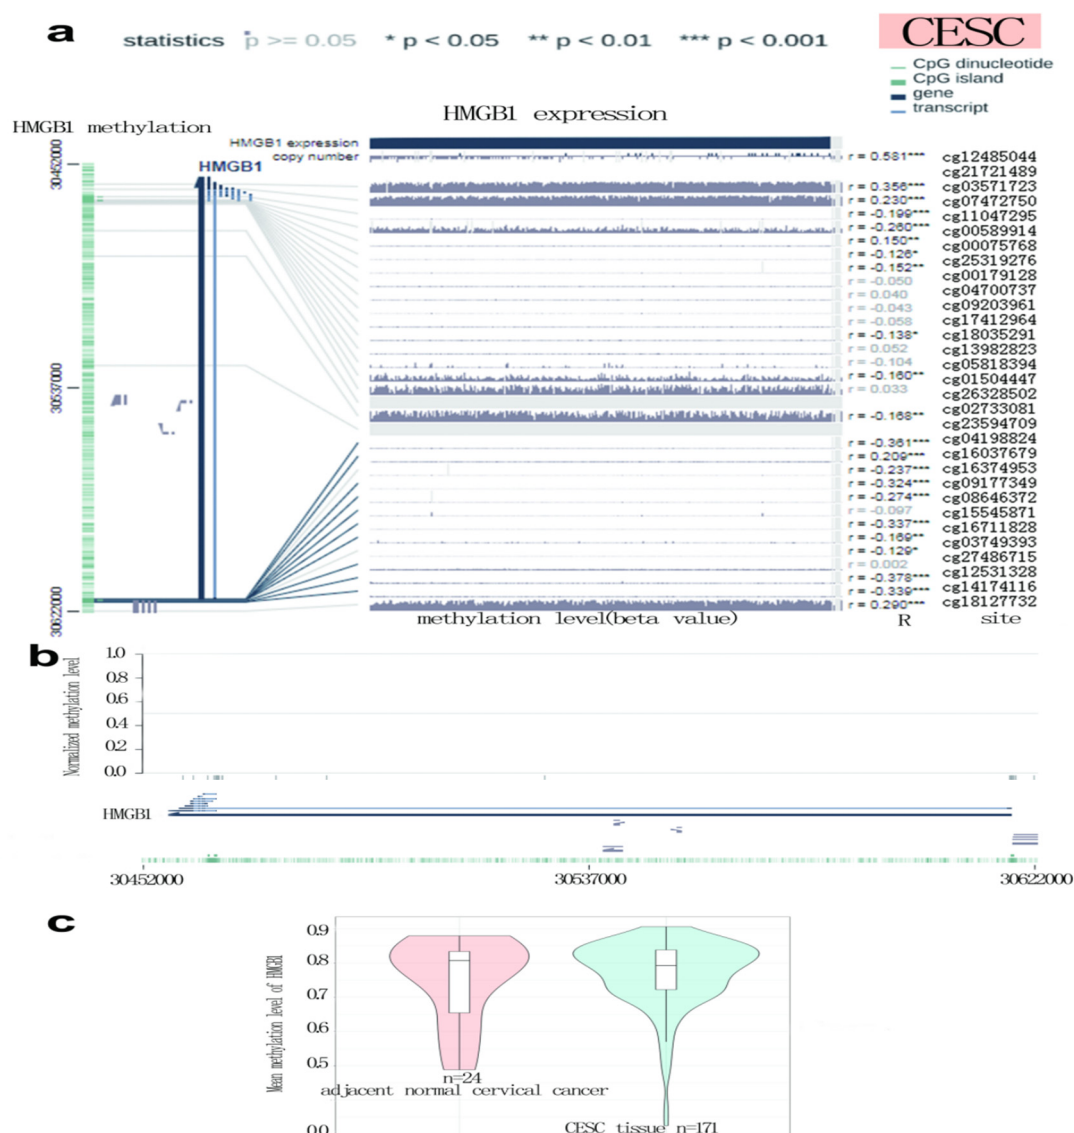 a
statistics p >= 0.05 * p < 0.05 ** p < 0.01 *** p < 0.001
CESC
CpG dinucleotide
CpG island
gene
transcript
HMGB1 methylation
HMGB1 expression
HMGB1 expression
copy number
HMGB1
30452000
30537000
30622000
r = 0.581***
r = 0.356***
r = 0.230***
r = -0.199***
r = -0.260***
r = 0.150**
r = -0.126*
r = -0.152**
r = -0.050
r = 0.040
r = -0.043
r = -0.058
r = -0.138*
r = 0.052
r = -0.104
r = -0.160**
r = 0.033
r = -0.168**
r = -0.361***
r = 0.209***
r = -0.237***
r = -0.324***
r = -0.274***
r = -0.097
r = -0.337***
r = -0.169**
r = -0.129*
r = 0.002
r = -0.378***
r = -0.339***
r = 0.290***
cg12485044
cg21721489
cg03571723
cg07472750
cg11047295
cg00589914
cg00075768
cg25319276
cg00179128
cg04700737
cg09203961
cg17412964
cg18035291
cg13982823
cg05818394
cg01504447
cg26328502
cg02733081
cg23594709
cg04198824
cg16037679
cg16374953
cg09177349
cg08646372
cg15545871
cg16711828
cg03749393
cg27486715
cg12531328
cg14174116
cg18127732
methylation level(beta value) R site
b
Normalized methylation level
1.0
0.8
0.6
0.4
0.2
0.0
HMGB1
30452000 30537000 30622000
c
Mean methylation level of HMGB1
0.9
0.8
0.7
0.6
0.5
0.0
n=24
adjacent normal cervical cancer
CESC tissue n=171